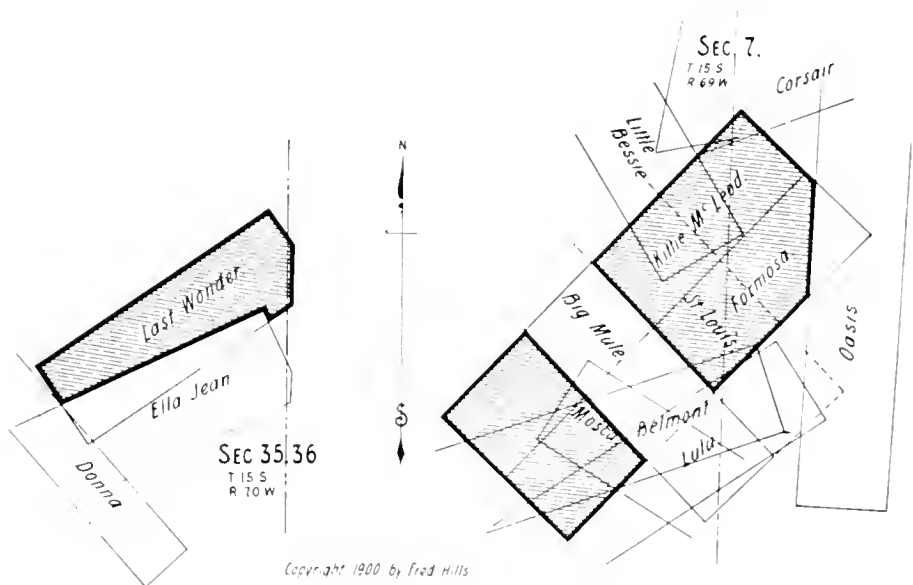 SEC. 7.
T 15 S
R 69 W
Corsair
Little
Bessie
N
Killie McLeod.
Last Wonder
Formosa
St Louis
Big Mule
Oasis
Ella Jean
S
Mosca
Belmont
Lula
SEC 35.36
T 15 S
R 70 W
Donna
Copyright 1900 by Fred Hills